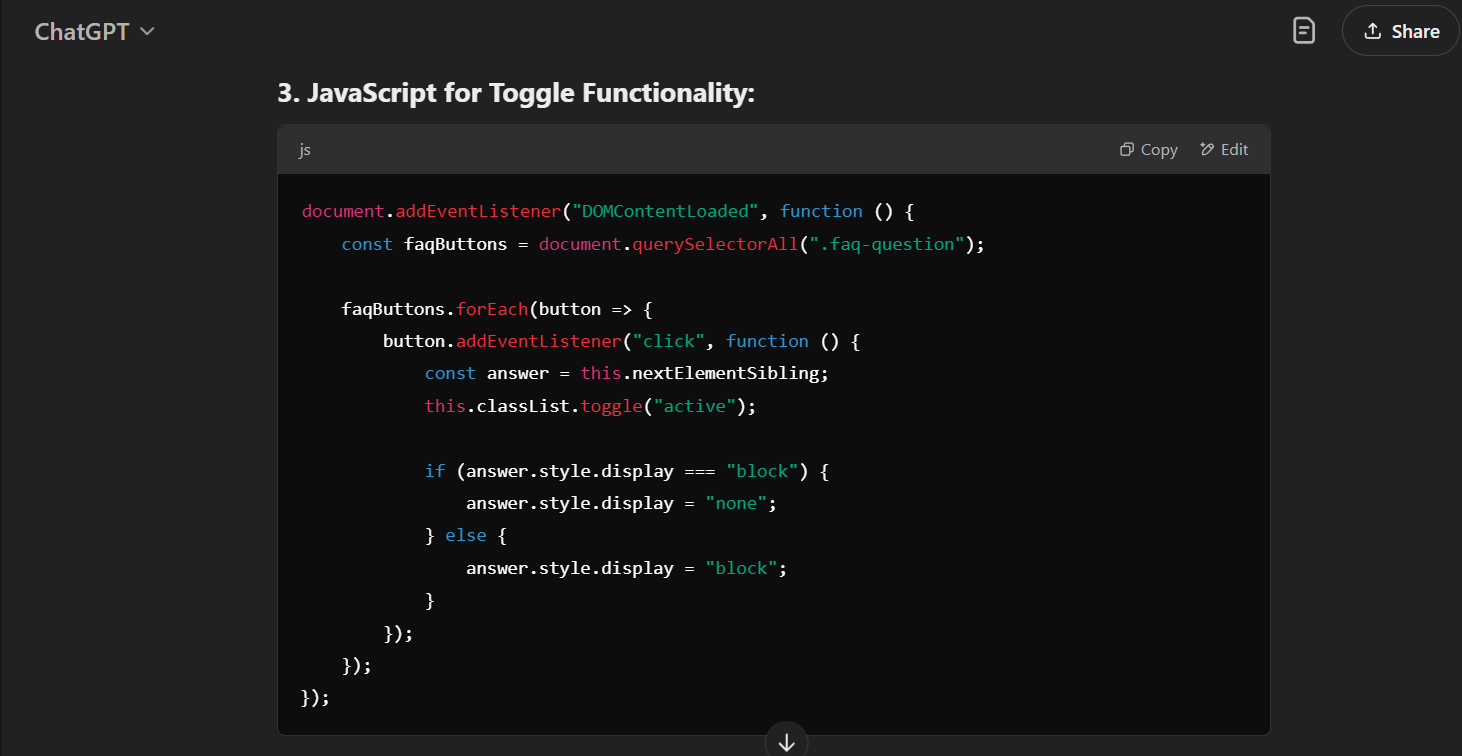 ChatGPT
Share
3. JavaScript for Toggle Functionality:
js
Copy
Edit
document.addEventListener("DOMContentLoaded", function () {
    const faqButtons = document.querySelectorAll(".faq-question");

    faqButtons.forEach(button => {
        button.addEventListener("click", function () {
            const answer = this.nextElementSibling;
            this.classList.toggle("active");

            if (answer.style.display === "block") {
                answer.style.display = "none";
            } else {
                answer.style.display = "block";
            }
        });
    });
});